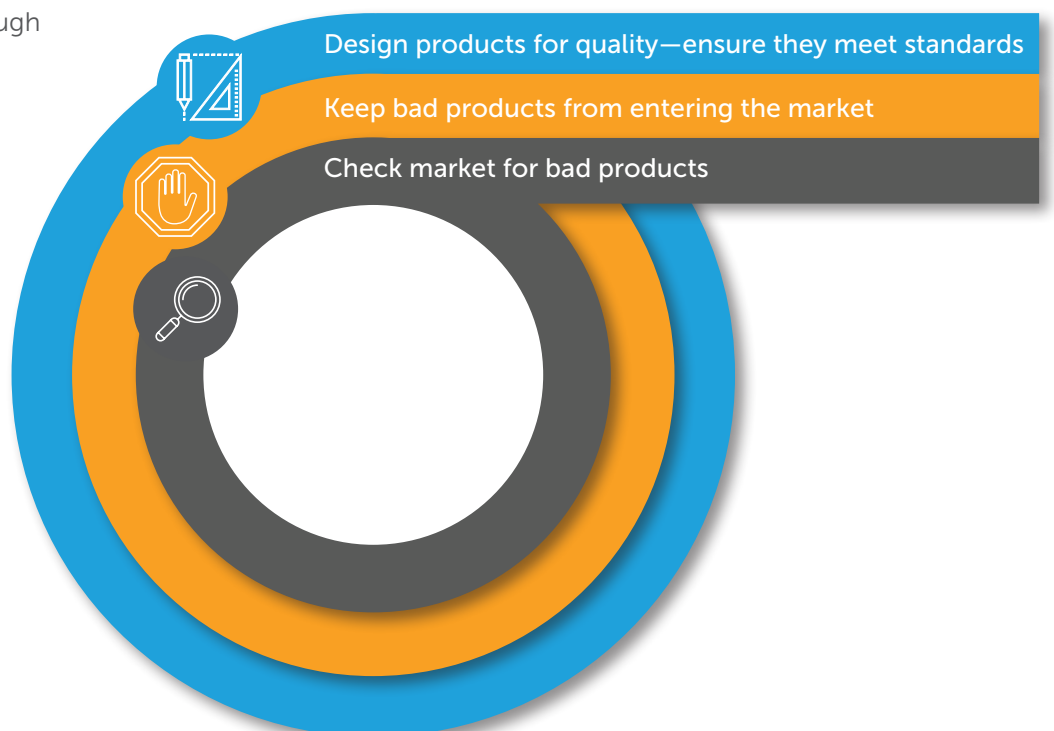 ugh
Design products for quality—ensure they meet standards
Keep bad products from entering the market
Check market for bad products